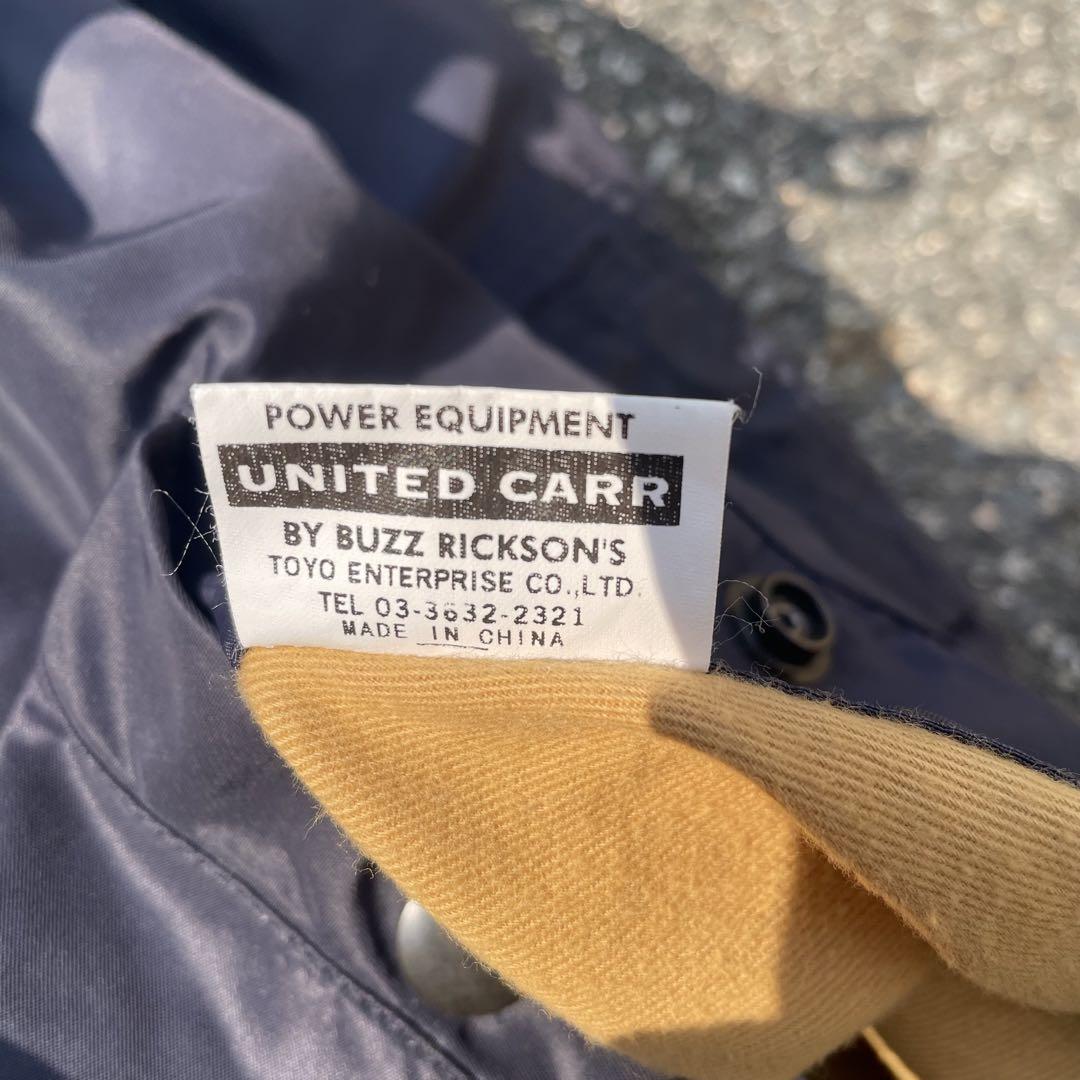 POWER EQUIPMENT
UNITED CARR
BY BUZZ RICKSON'S
TOYO ENTERPRISE CO.,LTD.
TEL 03-3632-2321
MADE IN CHINA